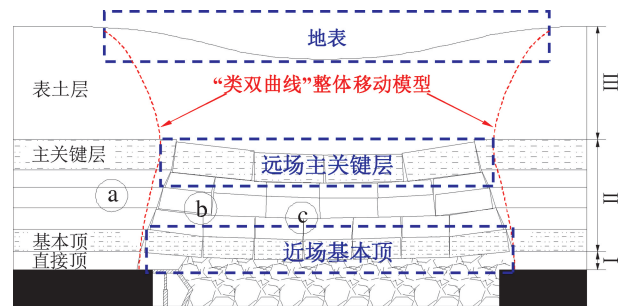 地表
“类双曲线”整体移动模型
表土层
III
主关键层
远场主关键层
a
b
c
II
基本顶
近场基本顶
直接顶
I